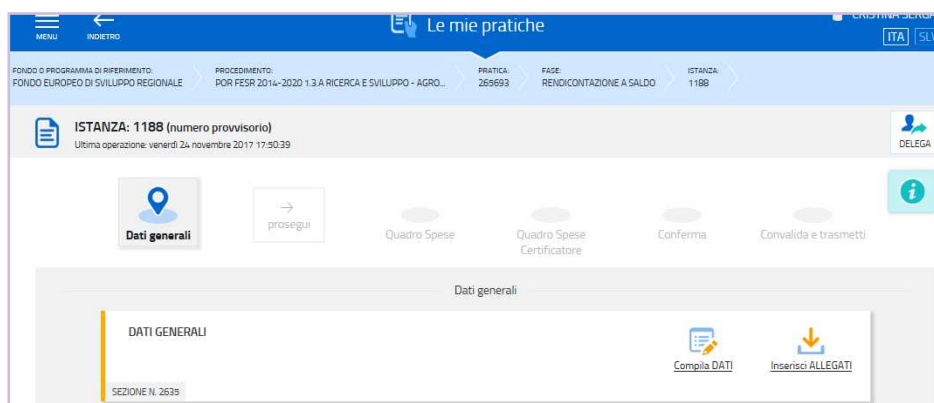 MENU
INDIETRO
Le mie pratiche
ITA
FONDO O PROGRAMMA DI RIFERIMENTO:
FONDO EUROPEO DI SVILUPPO REGIONALE
PROCEDIMENTO:
POR FESR 2014-2020 1.3.A RICERCA E SVILUPPO - AGRO...
PRATICA:
265693
FASE:
RENDICONTAZIONE A SALDO
ISTANZA:
1188
ISTANZA: 1188 (numero provvisorio)
Ultima operazione: venerdì 24 novembre 2017 17:50:39
DELEGA
i
Dati generali
prosegui
Quadro Spese
Quadro Spese
Certificatore
Conferma
Convalida e trasmetti
Dati generali
DATI GENERALI
Compila DATI
Inserisci ALLEGATI
SEZIONE N. 2635